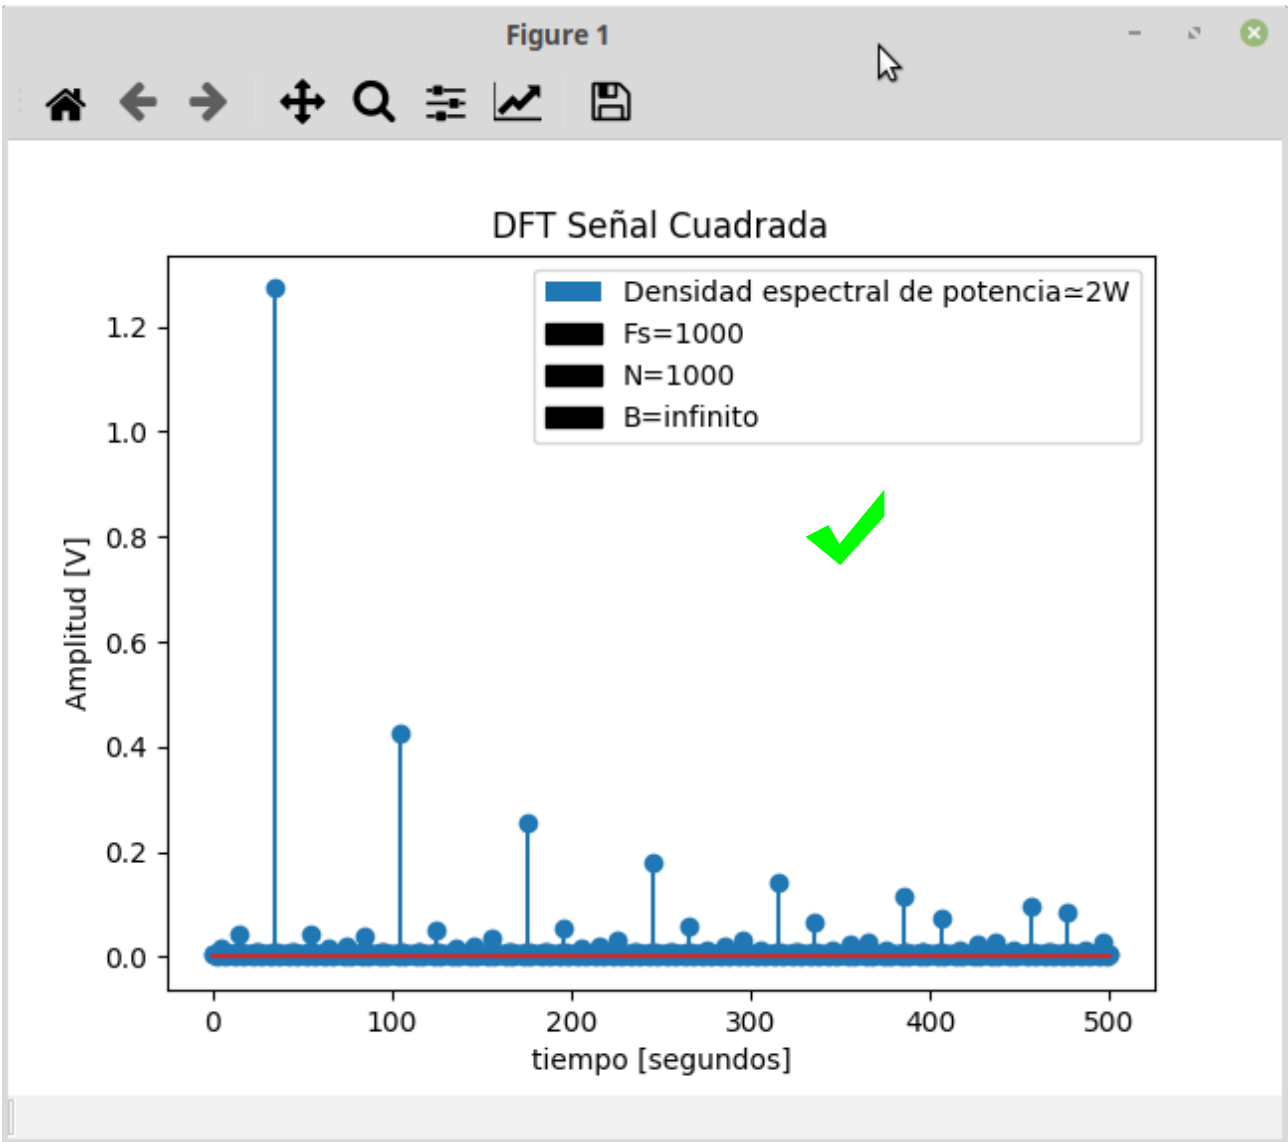 Figure 1
DFT Señal Cuadrada
Densidad espectral de potencia≃2W
Fs=1000
N=1000
B=infinito
Amplitud [V]
1.2
1.0
0.8
0.6
0.4
0.2
0.0
0 100 200 300 400 500
tiempo [segundos]